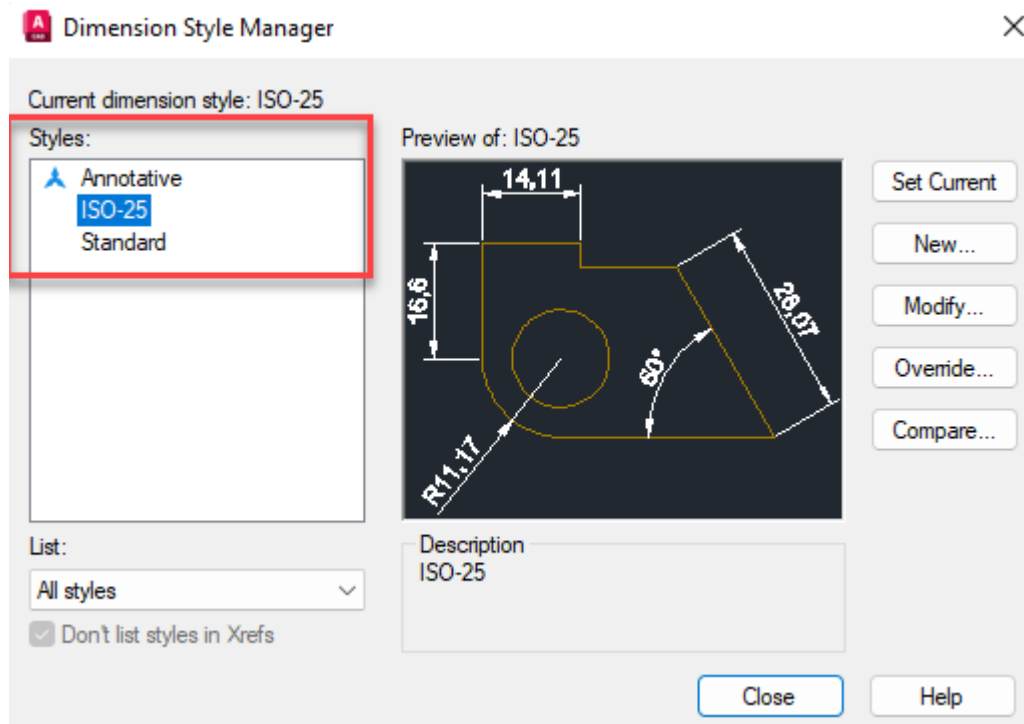 A
CAD
Dimension Style Manager
Current dimension style: ISO-25
Styles:
Annotative
ISO-25
Standard
Preview of: ISO-25
14,11
16,6
28,07
60°
R11,17
Set Current
New...
Modify...
Override...
Compare...
List:
All styles
Don't list styles in Xrefs
Description
ISO-25
Close
Help